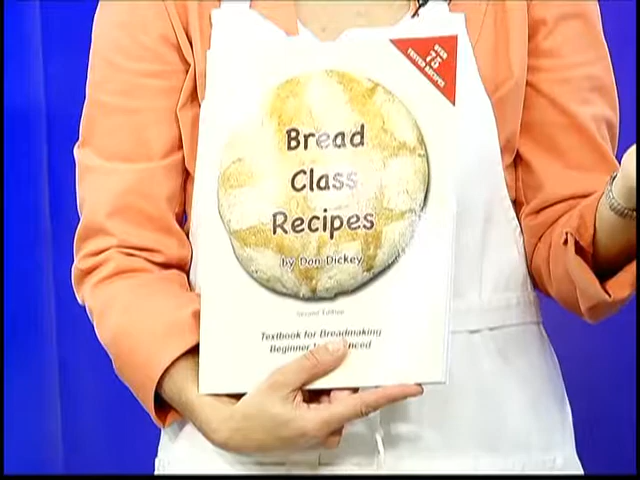 OVER
75
TESTED RECIPES
Bread
Class
Recipes
by Don Dickey
Second Edition
Textbook for Breadmaking
Beginner